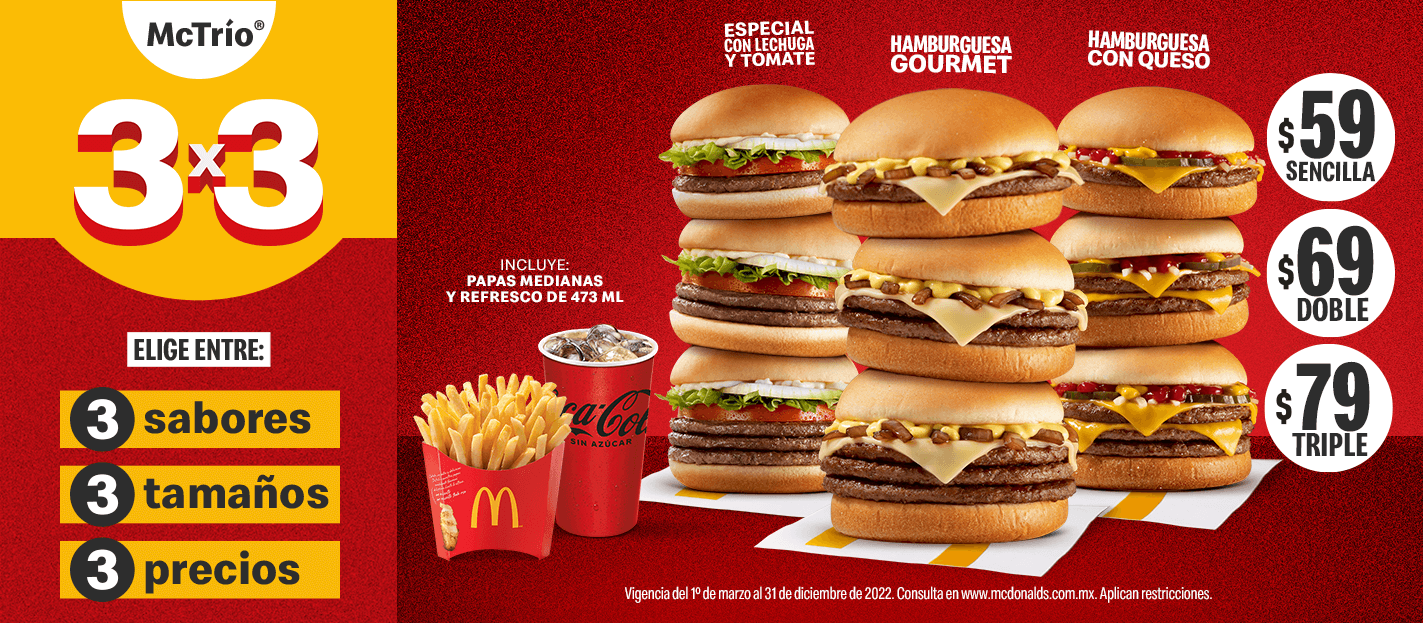 McTrío®
3x3
ELIGE ENTRE:
3 sabores
3 tamaños
3 precios
INCLUYE:
PAPAS MEDIANAS
Y REFRESCO DE 473 ML
SIN AZÚCAR
ESPECIAL
CON LECHUGA
Y TOMATE
HAMBURGUESA
GOURMET
HAMBURGUESA
CON QUESO
$59
SENCILLA
$69
DOBLE
$79
TRIPLE
Vigencia del 1º de marzo al 31 de diciembre de 2022. Consulta en www.mcdonalds.com.mx. Aplican restricciones.